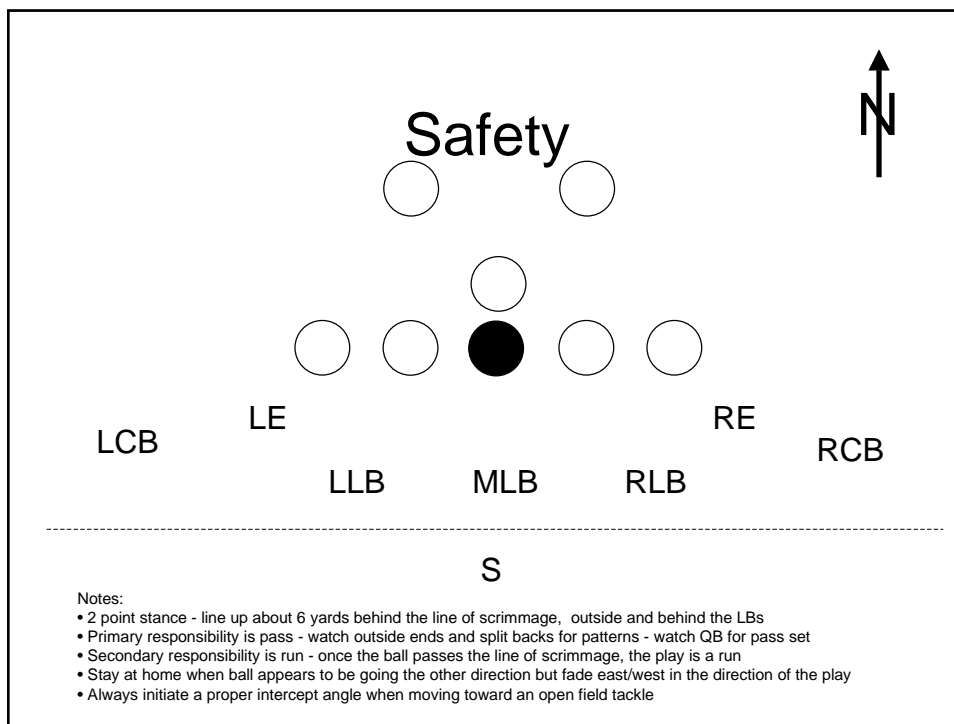 Safety
N
LE
RE
LCB
RCB
LLB MLB RLB
S
Notes:
• 2 point stance - line up about 6 yards behind the line of scrimmage, outside and behind the LBs
• Primary responsibility is pass - watch outside ends and split backs for patterns - watch QB for pass set
• Secondary responsibility is run - once the ball passes the line of scrimmage, the play is a run
• Stay at home when ball appears to be going the other direction but fade east/west in the direction of the play
• Always initiate a proper intercept angle when moving toward an open field tackle